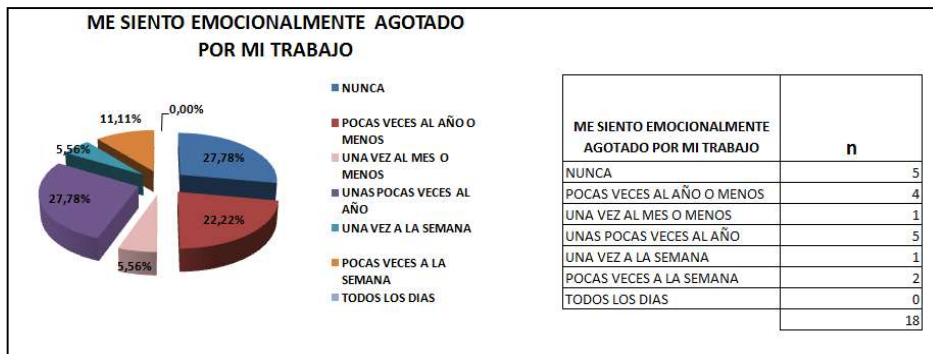 ME SIENTO EMOCIONALMENTE AGOTADO
POR MI TRABAJO
0,00%
11,11%
5,56%
27,78%
27,78%
22,22%
5,56%
NUNCA
POCAS VECES AL AÑO O
MENOS
UNA VEZ AL MES O
MENOS
UNAS POCAS VECES AL
AÑO
UNA VEZ A LA SEMANA
POCAS VECES A LA
SEMANA
TODOS LOS DIAS
ME SIENTO EMOCIONALMENTE
AGOTADO POR MI TRABAJO n
NUNCA 5
POCAS VECES AL AÑO O MENOS 4
UNA VEZ AL MES O MENOS 1
UNAS POCAS VECES AL AÑO 5
UNA VEZ A LA SEMANA 1
POCAS VECES A LA SEMANA 2
TODOS LOS DIAS 0
18